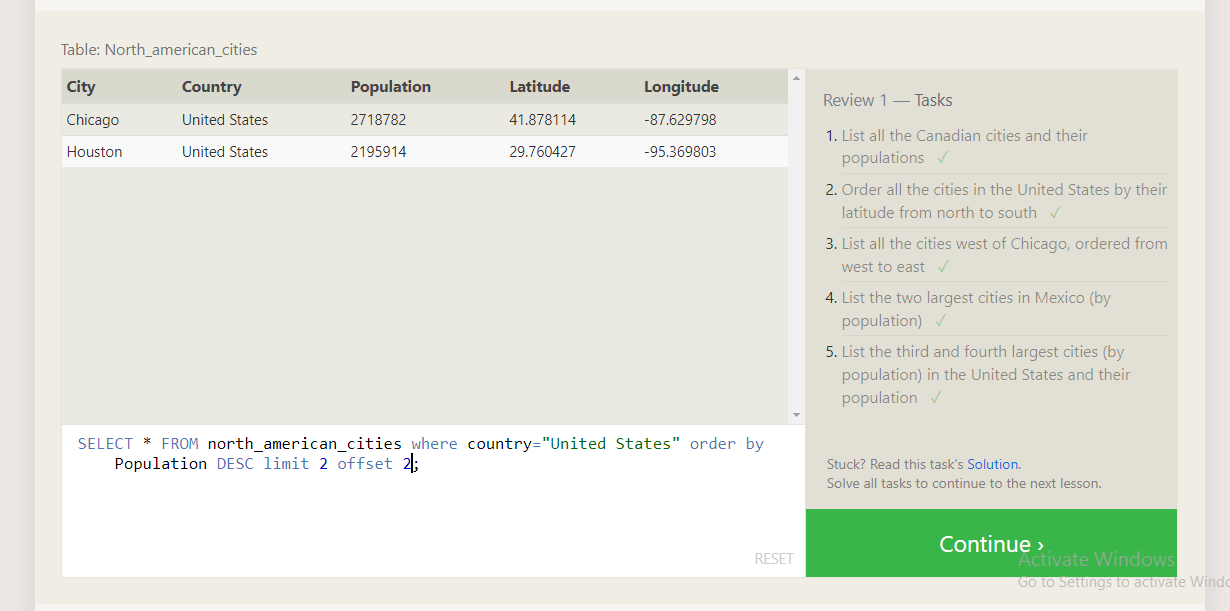 Table: North_american_cities
City Country Population Latitude Longitude
Chicago United States 2718782 41.878114 -87.629798
Houston United States 2195914 29.760427 -95.369803
SELECT * FROM north_american_cities where country="United States" order by
Population DESC limit 2 offset 2;
RESET
Review 1 — Tasks
1. List all the Canadian cities and their
populations ✓
2. Order all the cities in the United States by their
latitude from north to south ✓
3. List all the cities west of Chicago, ordered from
west to east ✓
4. List the two largest cities in Mexico (by
population) ✓
5. List the third and fourth largest cities (by
population) in the United States and their
population ✓
Stuck? Read this task's Solution.
Solve all tasks to continue to the next lesson.
Continue ›
Activate Windows
Go to Settings to activate Windo